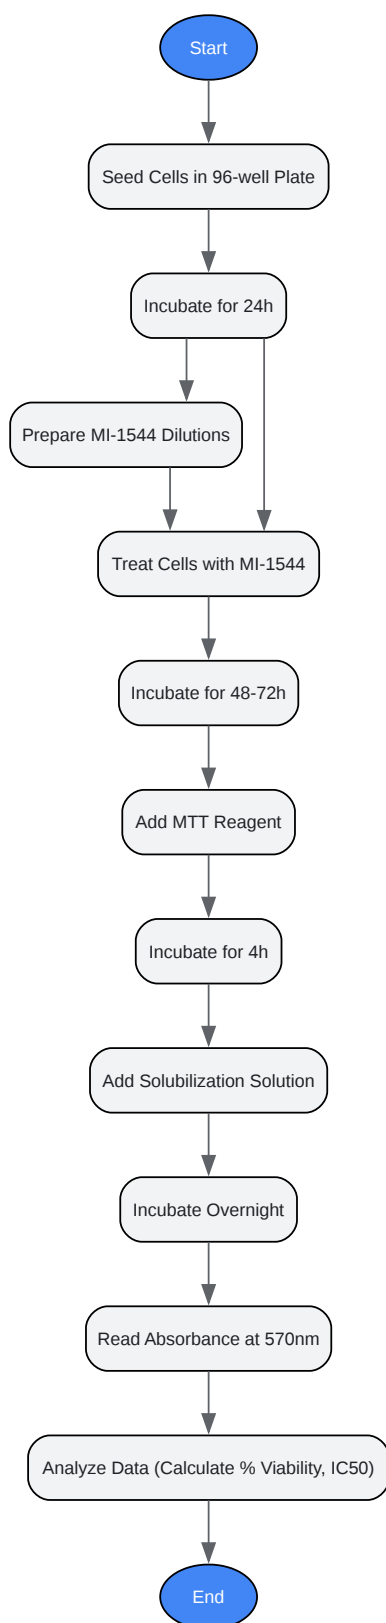 Start
Seed Cells in 96-well Plate
Incubate for 24h
Prepare MI-1544 Dilutions
Treat Cells with MI-1544
Incubate for 48-72h
Add MTT Reagent
Incubate for 4h
Add Solubilization Solution
Incubate Overnight
Read Absorbance at 570nm
Analyze Data (Calculate % Viability, IC50)
End